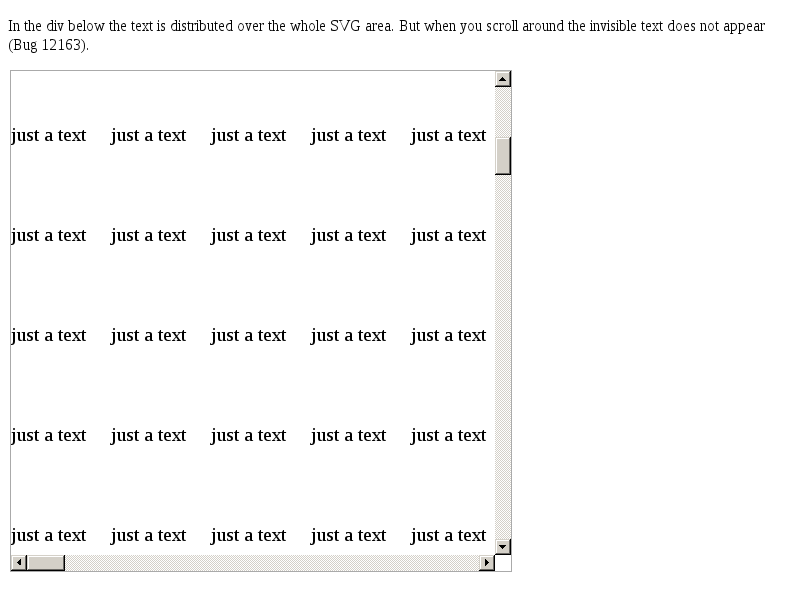 In the div below the text is distributed over the whole SVG area. But when you scroll around the invisible text does not appear
(Bug 12163).
just a text just a text just a text just a text just a text
just a text just a text just a text just a text just a text
just a text just a text just a text just a text just a text
just a text just a text just a text just a text just a text
just a text just a text just a text just a text just a text